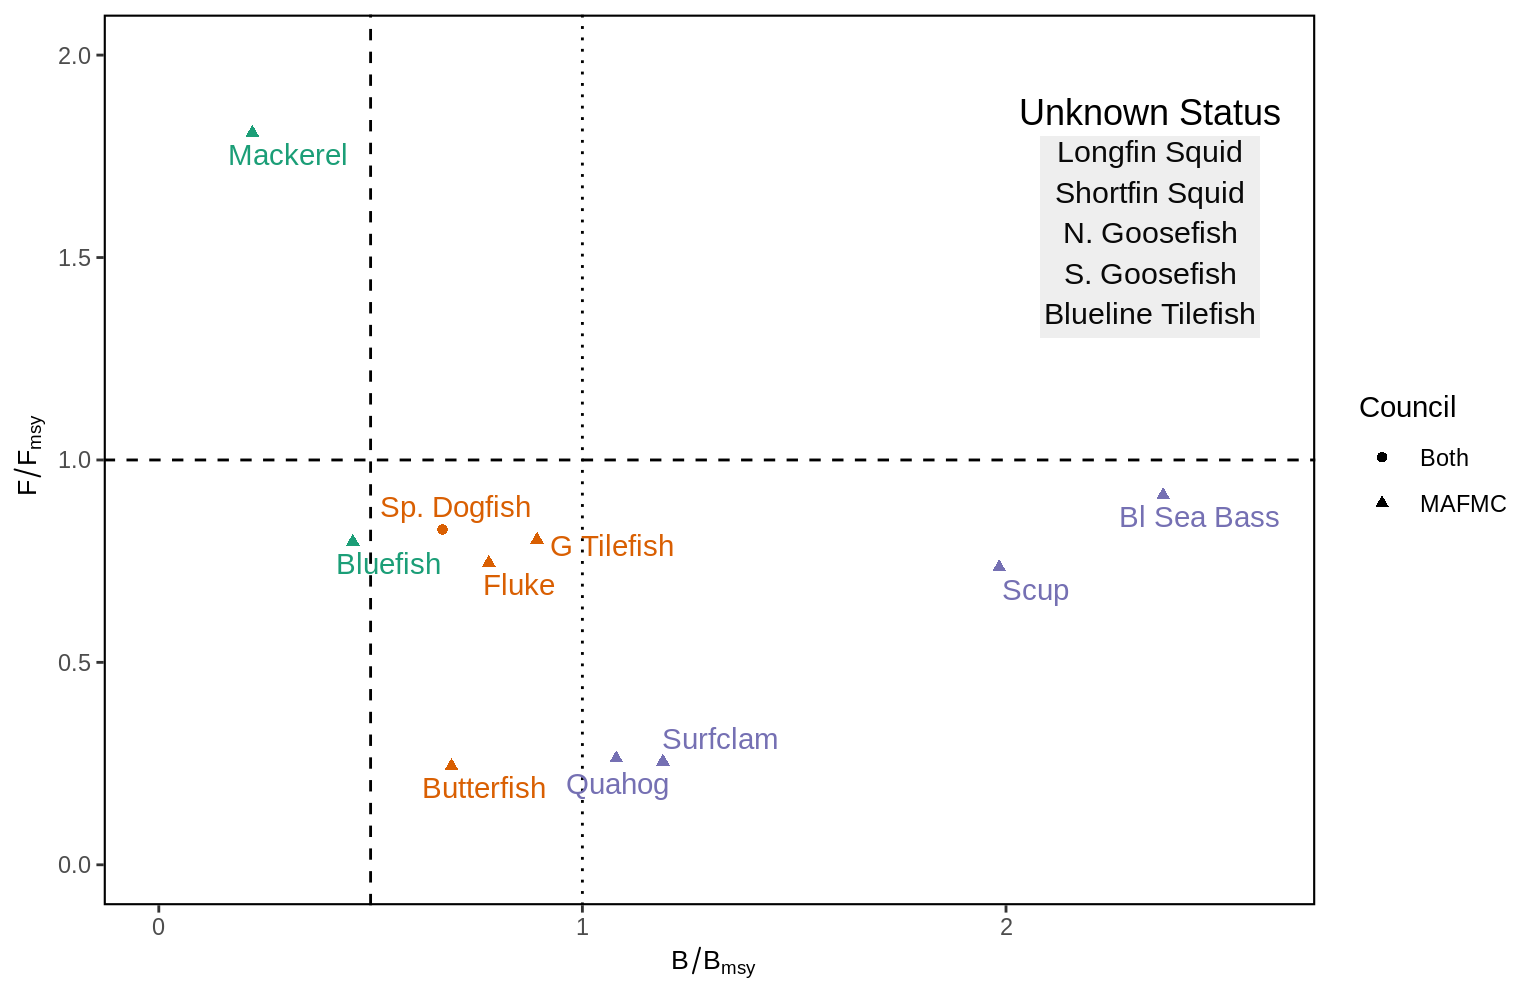 2.0
1.5
1.0
0.5
0.0
F/Fmsy
Mackerel
Unknown Status
Longfin Squid
Shortfin Squid
N. Goosefish
S. Goosefish
Blueline Tilefish
Sp. Dogfish
Bluefish
G Tilefish
Fluke
Bl Sea Bass
Scup
Surfclam
Quahog
Butterfish
0
1
2
B/Bmsy
Council
Both
MAFMC